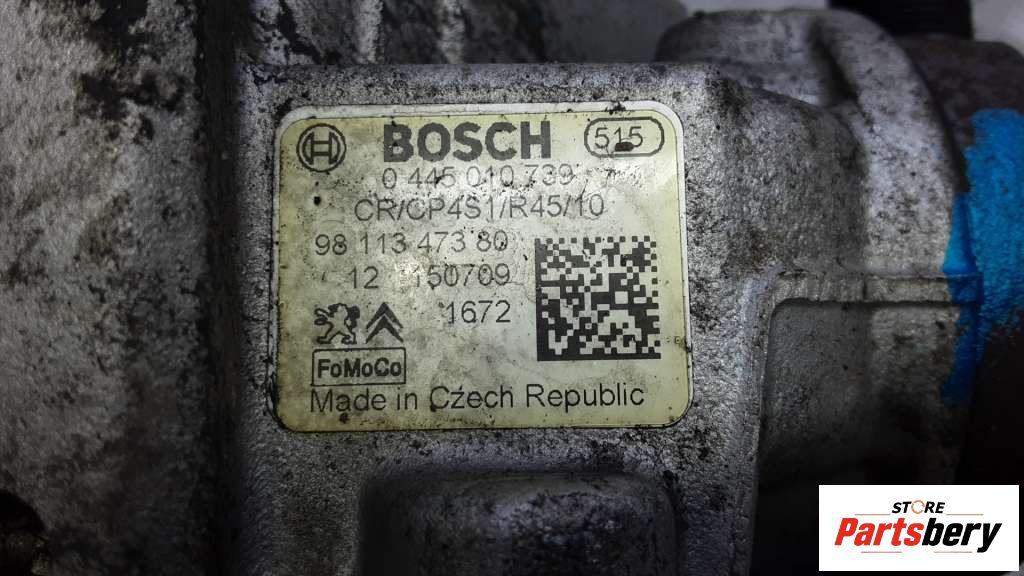 BOSCH 515
0 445 010 739
CR/CP4S1/R45/10
98 113 473 80
12 150709
1672
FoMoCo
Made in Czech Republic
STORE
Partsbery